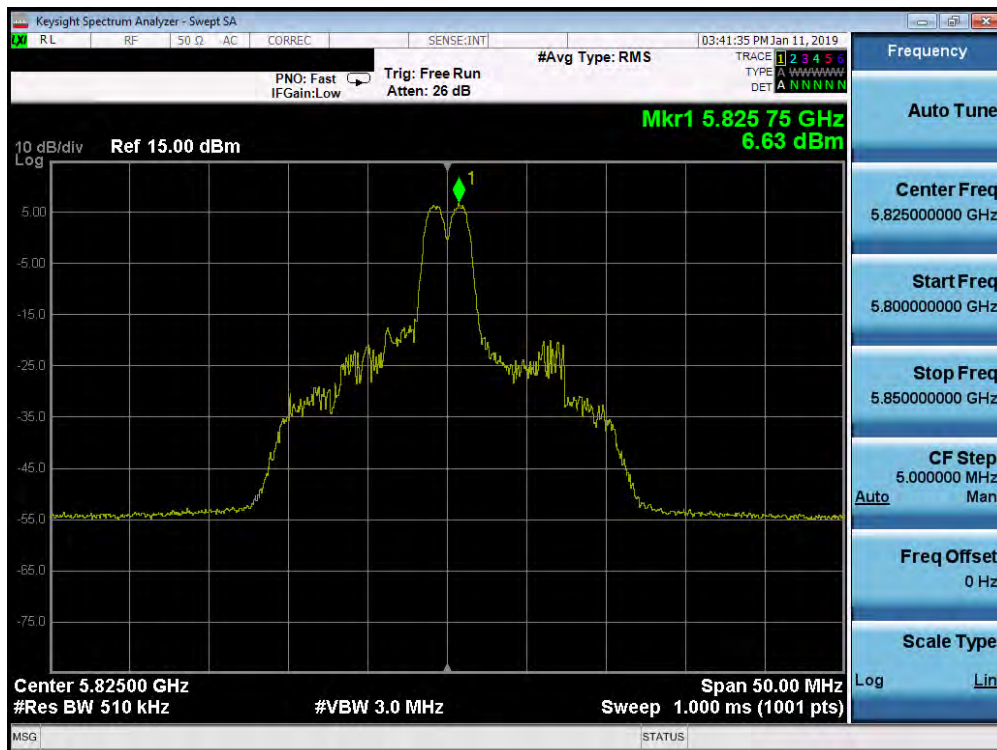 Keysight Spectrum Analyzer - Swept SA
LXI RL RF 50 Ω AC CORREC SENSE:INT 03:41:35 PM Jan 11, 2019
PNO: Fast Trig: Free Run #Avg Type: RMS TRACE 1 2 3 4 5 6
IFGain:Low Atten: 26 dB TYPE A WWWWW
DET A N N N N N
Mkr1 5.825 75 GHz
6.63 dBm
10 dB/div Ref 15.00 dBm
Log
1
5.00
-5.00
-15.0
-25.0
-35.0
-45.0
-55.0
-65.0
-75.0
Center 5.82500 GHz Span 50.00 MHz
#Res BW 510 kHz #VBW 3.0 MHz Sweep 1.000 ms (1001 pts)
MSG STATUS
Frequency
Auto Tune
Center Freq
5.825000000 GHz
Start Freq
5.800000000 GHz
Stop Freq
5.850000000 GHz
CF Step
5.000000 MHz
Auto Man
Freq Offset
0 Hz
Scale Type
Log Lin